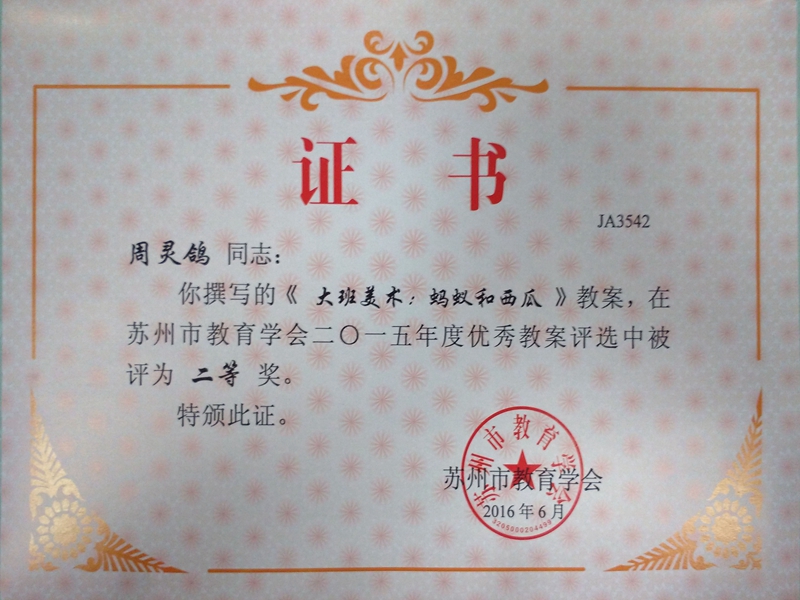 证书
JA3542
周灵鸽 同志：
你撰写的《 大班美术：蚂蚁和西瓜 》教案，在
苏州市教育学会二〇一五年度优秀教案评选中被
评为 二等 奖。
特颁此证。
苏州市教育学会
苏州市教育学会
2016年6月